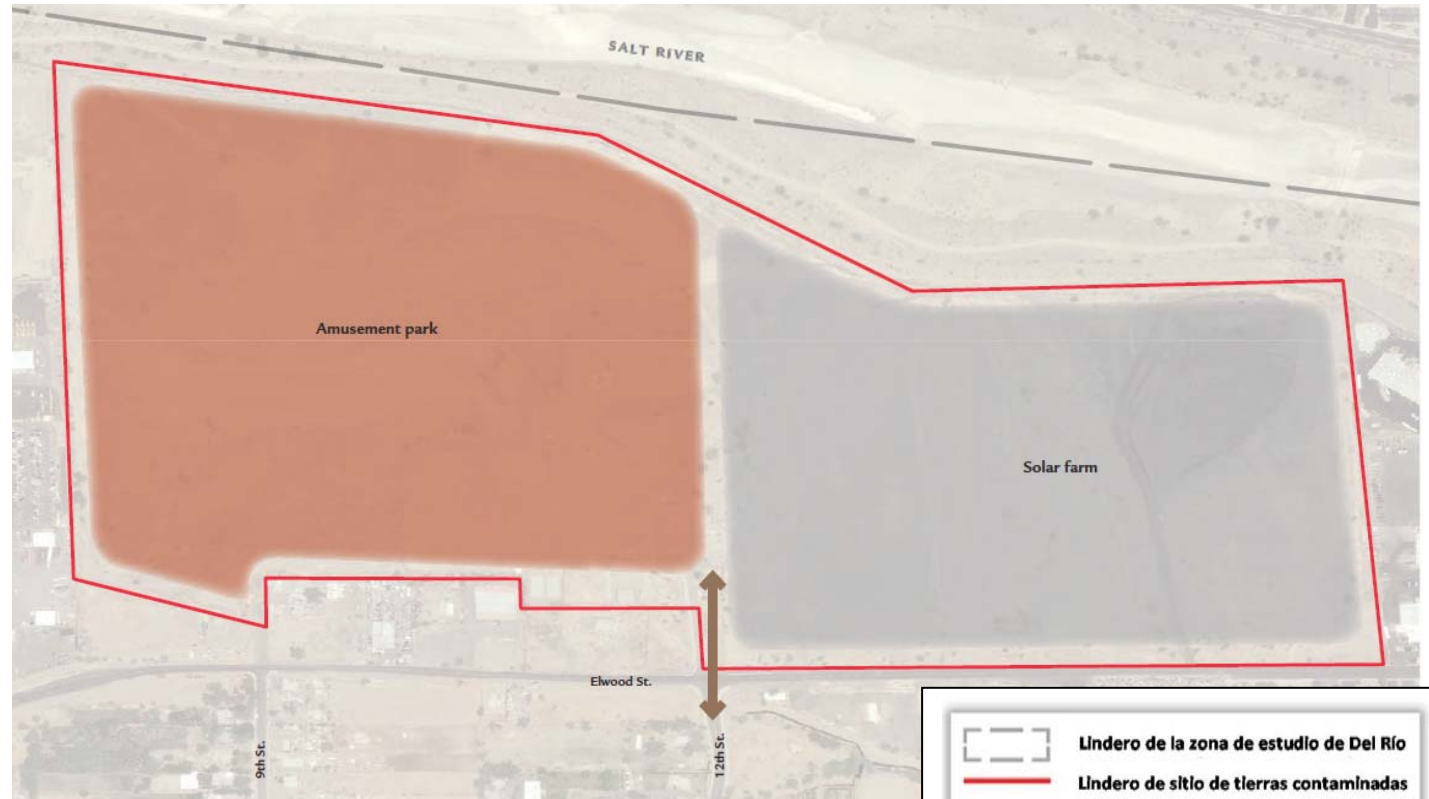 SALT RIVER
Amusement park
Solar farm
Elwood St.
9th St.
12th St.
Lindero de la zona de estudio de Del Río
Lindero de sitio de tierras contaminadas